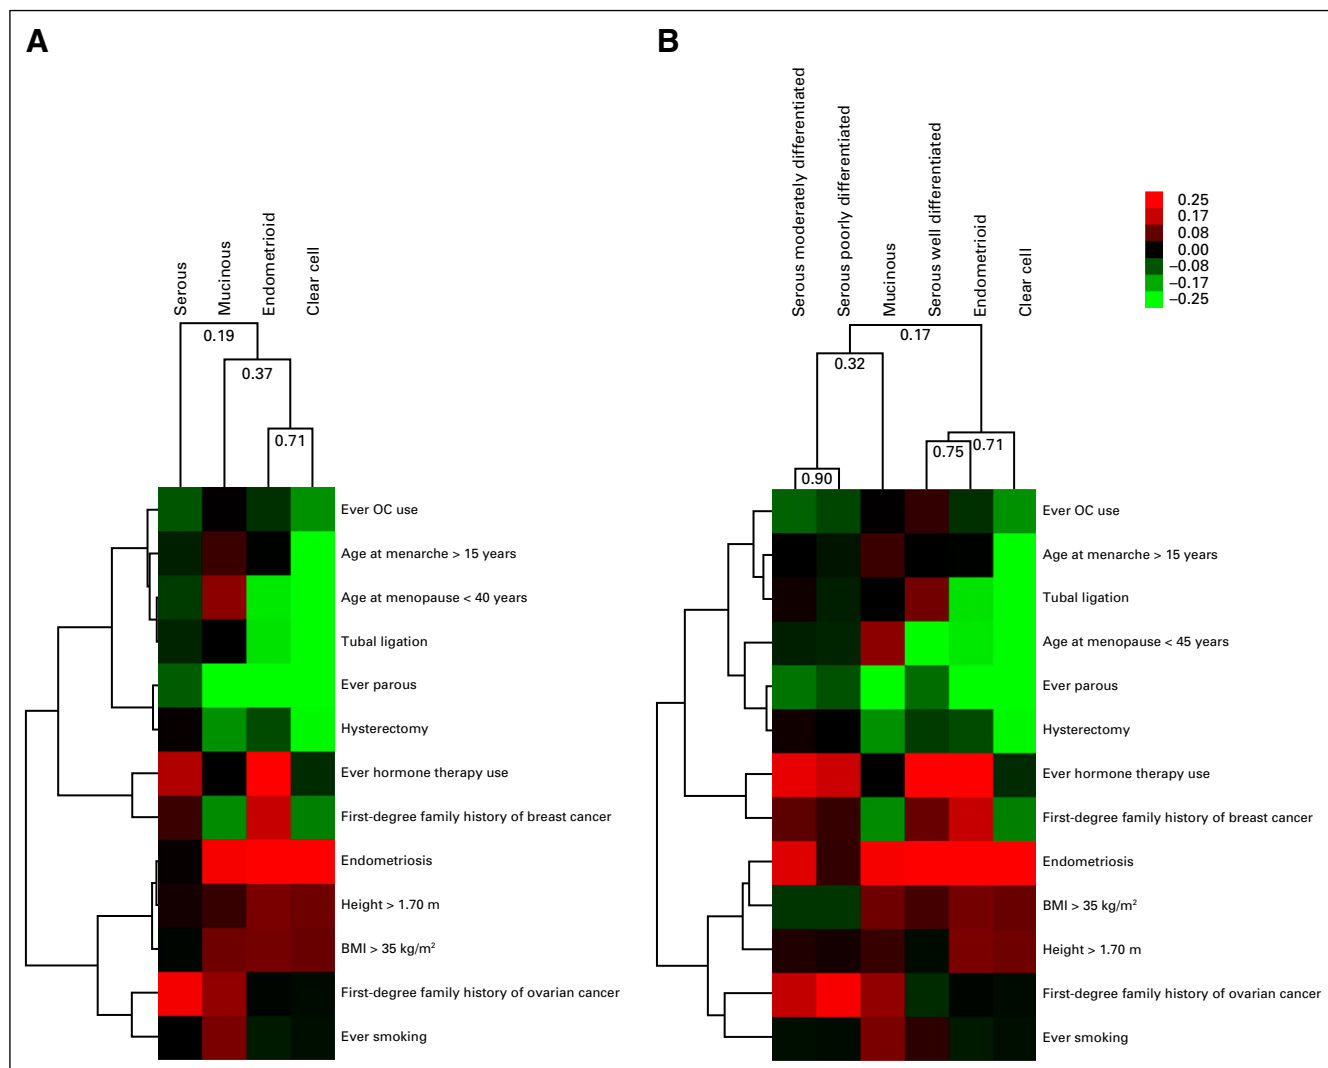 A
Serous
Mucinous
Endometrioid
Clear cell
0.19
0.37
0.71
Ever OC use
Age at menarche > 15 years
Age at menopause < 40 years
Tubal ligation
Ever parous
Hysterectomy
Ever hormone therapy use
First-degree family history of breast cancer
Endometriosis
Height > 1.70 m
BMI > 35 kg/m²
First-degree family history of ovarian cancer
Ever smoking
B
Serous moderately differentiated
Serous poorly differentiated
Mucinous
Serous well differentiated
Endometrioid
Clear cell
0.25
0.17
0.08
0.00
–0.08
–0.17
–0.25
0.17
0.32
0.75
0.71
0.90
Ever OC use
Age at menarche > 15 years
Tubal ligation
Age at menopause < 45 years
Ever parous
Hysterectomy
Ever hormone therapy use
First-degree family history of breast cancer
Endometriosis
BMI > 35 kg/m²
Height > 1.70 m
First-degree family history of ovarian cancer
Ever smoking